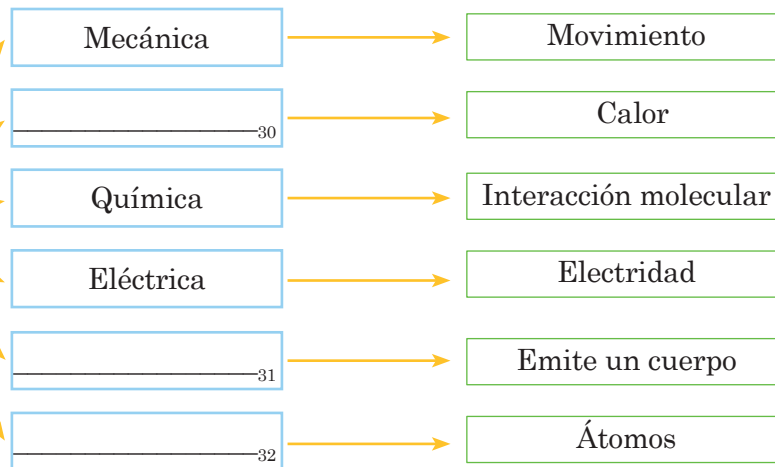 Mecánica
Movimiento
30
Calor
Química
Interacción molecular
Eléctrica
Electridad
31
Emite un cuerpo
32
Átomos